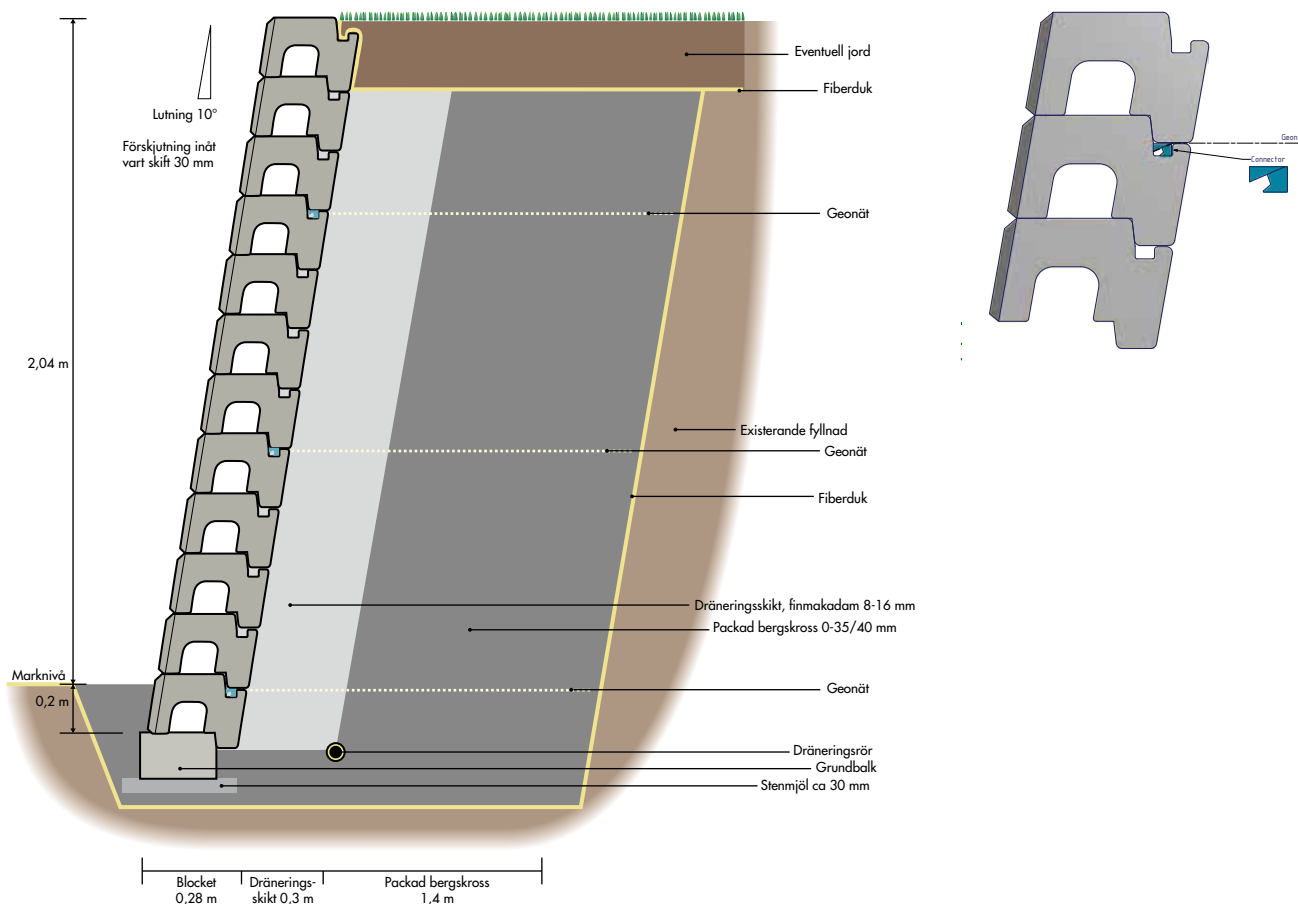 Eventuell jord
Fiberduk
Lutning 10°
Förskjutning inåt
vart skift 30 mm
Geonät
2,04 m
Existerande fyllnad
Geonät
Fiberduk
Dräneringsskikt, finmakadam 8-16 mm
Packad bergskross 0-35/40 mm
Marknivå
0,2 m
Geonät
Dräneringsrör
Grundbalk
Stenmjöl ca 30 mm
Blocket
0,28 m
Dränerings-
skikt 0,3 m
Packad bergskross
1,4 m
Geon
Connector